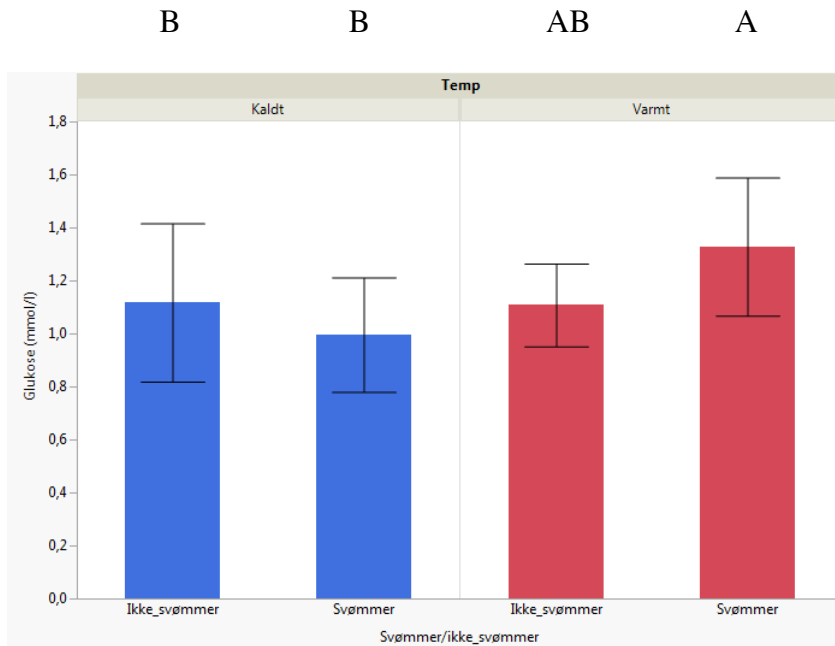 B B AB A
Temp
Kaldt Varmt
1,8
1,6
1,4
1,2
1,0
0,8
0,6
0,4
0,2
0,0
Glukose (mmol/l)
Ikke_svømmer Svømmer Ikke_svømmer Svømmer
Svømmer/ikke_svømmer